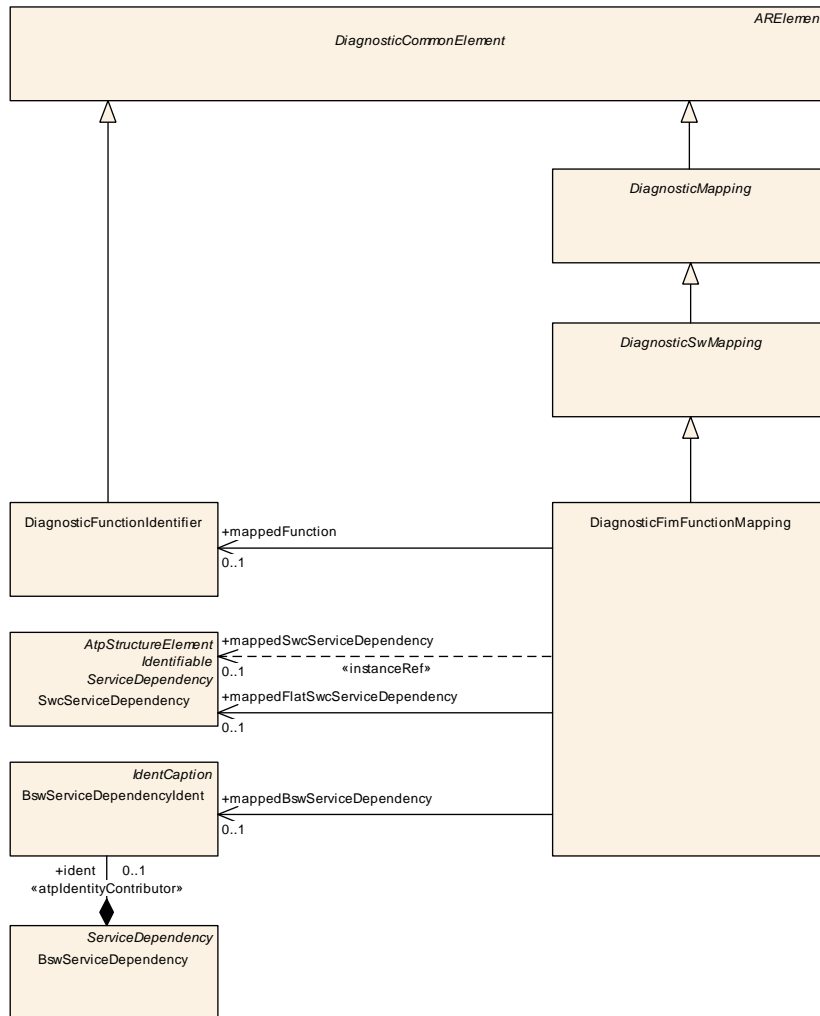 ARElement
DiagnosticCommonElement
DiagnosticMapping
DiagnosticSwMapping
DiagnosticFunctionIdentifier
DiagnosticFimFunctionMapping
+mappedFunction
0..1
AtpStructureElement
Identifiable
ServiceDependency
SwcServiceDependency
+mappedSwcServiceDependency
0..1
«instanceRef»
+mappedFlatSwcServiceDependency
0..1
IdentCaption
BswServiceDependencyIdent
+mappedBswServiceDependency
0..1
+ident 0..1
«atpIdentityContributor»
ServiceDependency
BswServiceDependency